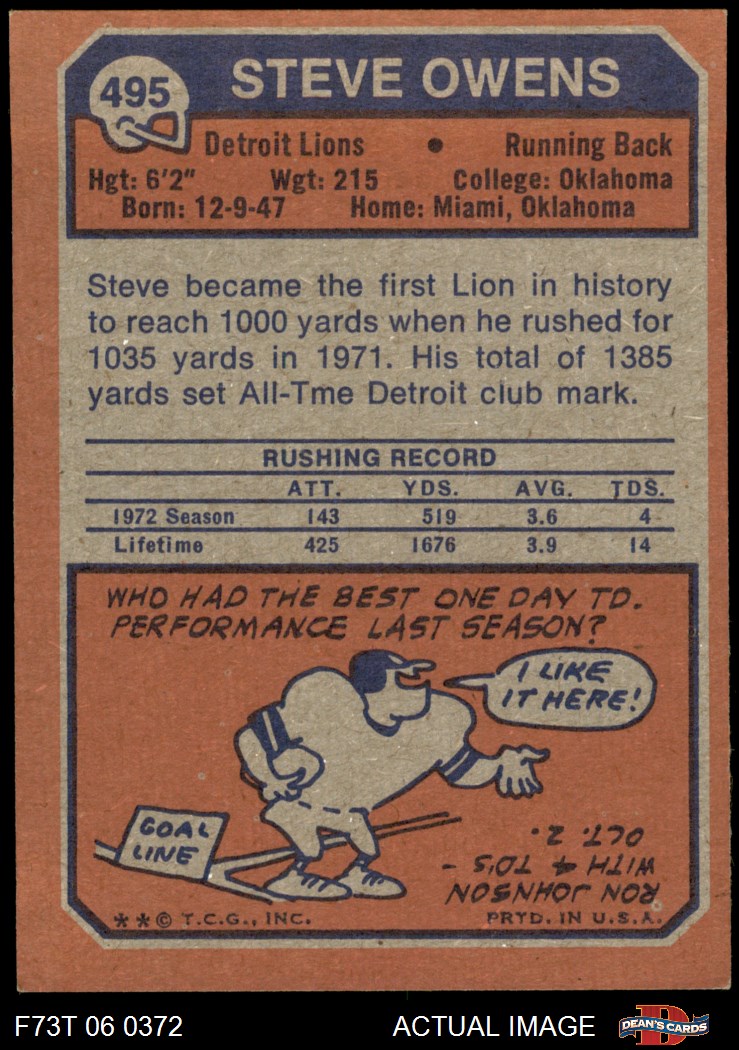 495
STEVE OWENS
Detroit Lions • Running Back
Hgt: 6'2" Wgt: 215 College: Oklahoma
Born: 12-9-47 Home: Miami, Oklahoma
Steve became the first Lion in history
to reach 1000 yards when he rushed for
1035 yards in 1971. His total of 1385
yards set All-Tme Detroit club mark.
RUSHING RECORD
ATT. YDS. AVG. TDS.
1972 Season 143 519 3.6 4
Lifetime 425 1676 3.9 14
WHO HAD THE BEST ONE DAY TD.
PERFORMANCE LAST SEASON?
I LIKE
IT HERE!
GOAL
LINE
RON JOHNSON
WITH 4 TD'S -
OCT. 2.
**© T.C.G., INC. PRTD. IN U.S.A.
F73T 06 0372 ACTUAL IMAGE
D
DEAN'S CARDS